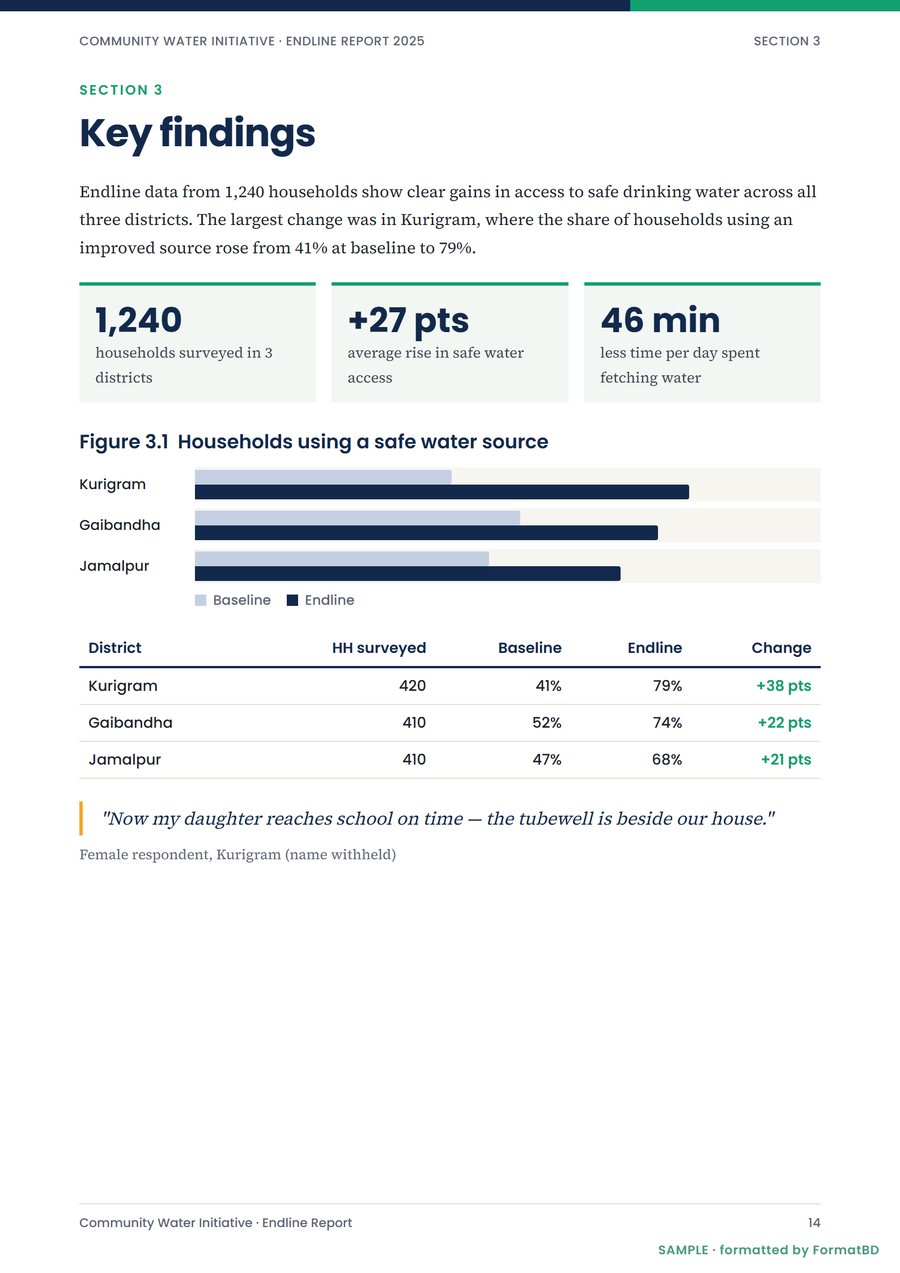 COMMUNITY WATER INITIATIVE · ENDLINE REPORT 2025 SECTION 3
SECTION 3
Key findings
Endline data from 1,240 households show clear gains in access to safe drinking water across all
three districts. The largest change was in Kurigram, where the share of households using an
improved source rose from 41% at baseline to 79%.
1,240
households surveyed in 3
districts
+27 pts
average rise in safe water
access
46 min
less time per day spent
fetching water
Figure 3.1 Households using a safe water source
Kurigram
Gaibandha
Jamalpur
Baseline Endline
District HH surveyed Baseline Endline Change
Kurigram 420 41% 79% +38 pts
Gaibandha 410 52% 74% +22 pts
Jamalpur 410 47% 68% +21 pts
"Now my daughter reaches school on time — the tubewell is beside our house."
Female respondent, Kurigram (name withheld)
Community Water Initiative · Endline Report 14
SAMPLE · formatted by FormatBD